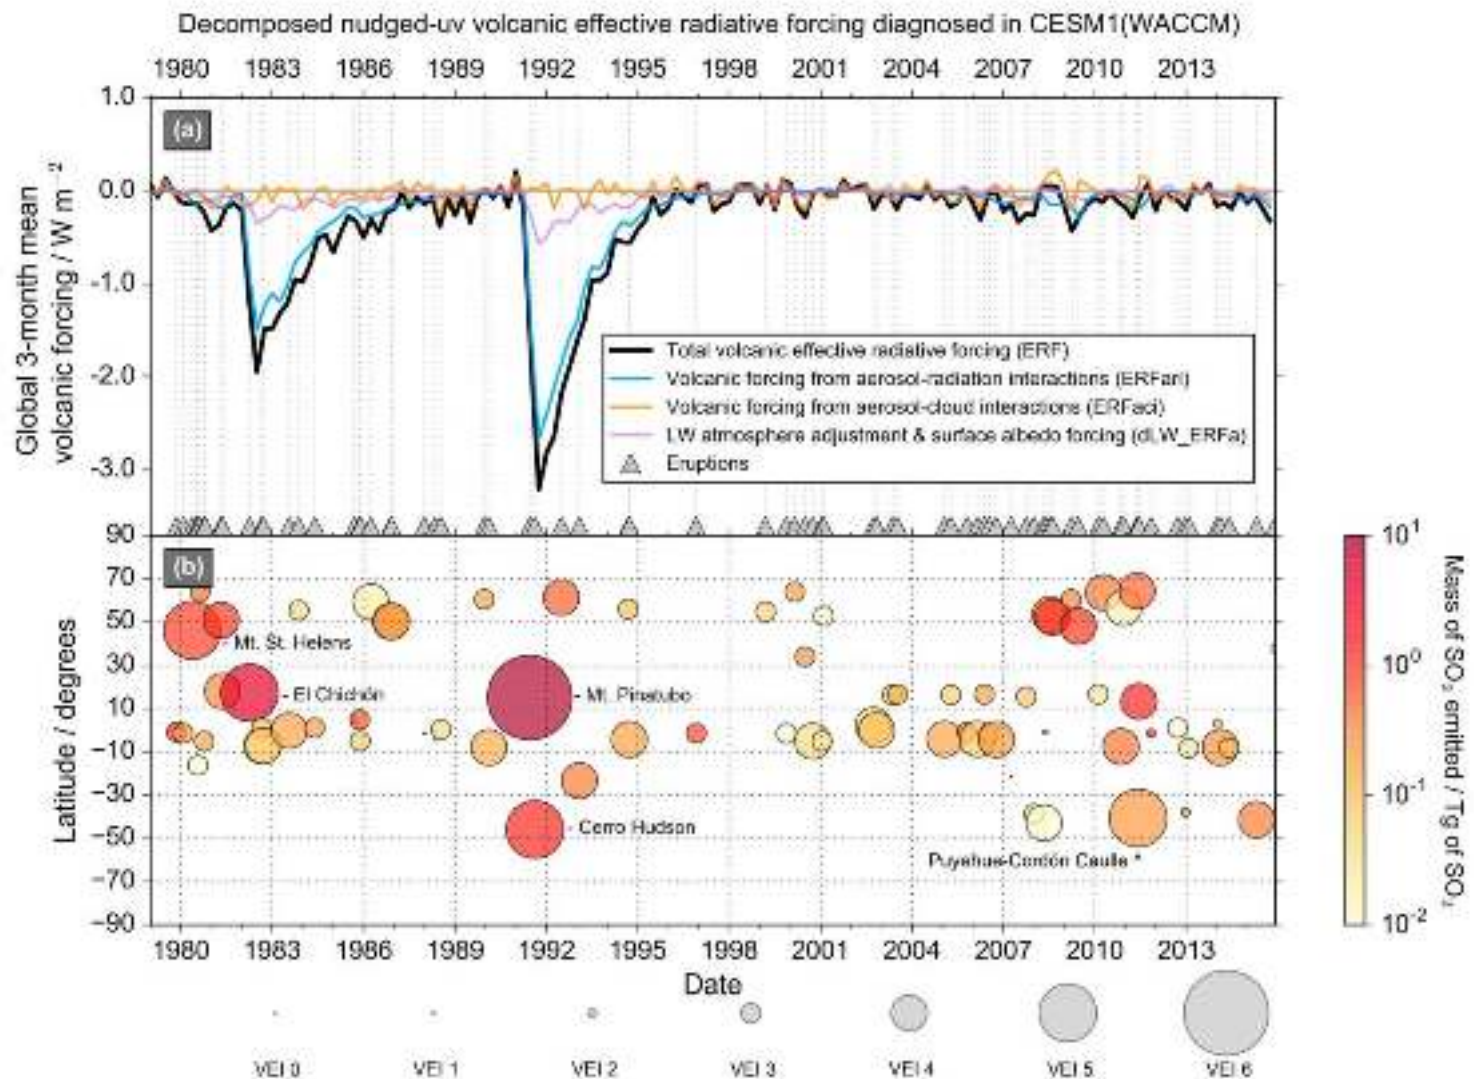 Decomposed nudged-uv volcanic effective radiative forcing diagnosed in CESM1(WACCM)
1980 1983 1986 1989 1992 1995 1998 2001 2004 2007 2010 2013
Global 3-month mean
volcanic forcing / W m⁻²
1.0
0.0
-1.0
-2.0
-3.0
(a)
Total volcanic effective radiative forcing (ERF)
Volcanic forcing from aerosol-radiation interactions (ERFari)
Volcanic forcing from aerosol-cloud interactions (ERFaci)
LW atmosphere adjustment & surface albedo forcing (dLW_ERFa)
Eruptions
Latitude / degrees
90
70
50
30
10
−10
−30
−50
−70
−90
(b)
- Mt. St. Helens
- El Chichón
- Mt. Pinatubo
- Cerro Hudson
Puyehue-Cordón Caulle
1980 1983 1986 1989 1992 1995 1998 2001 2004 2007 2010 2013
Date
10¹
10⁰
10⁻¹
10⁻²
Mass of SO₂ emitted / Tg of SO₂
VEI 0 VEI 1 VEI 2 VEI 3 VEI 4 VEI 5 VEI 6